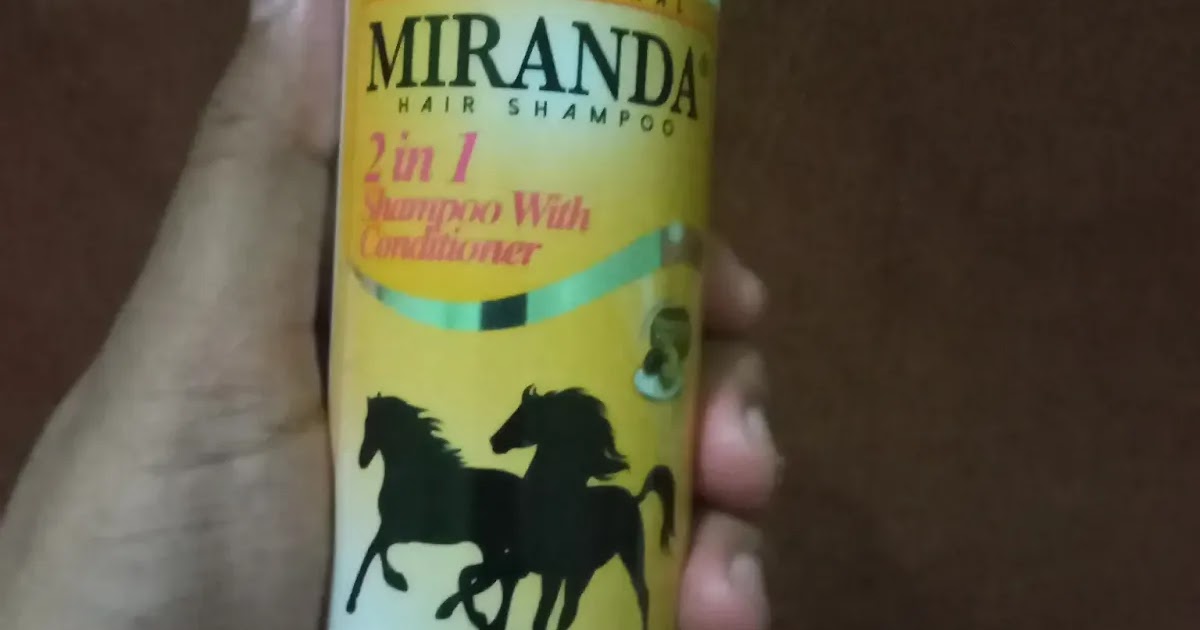 MIRANDA
HAIR SHAMPOO
2 in 1
Shampoo With
Conditioner